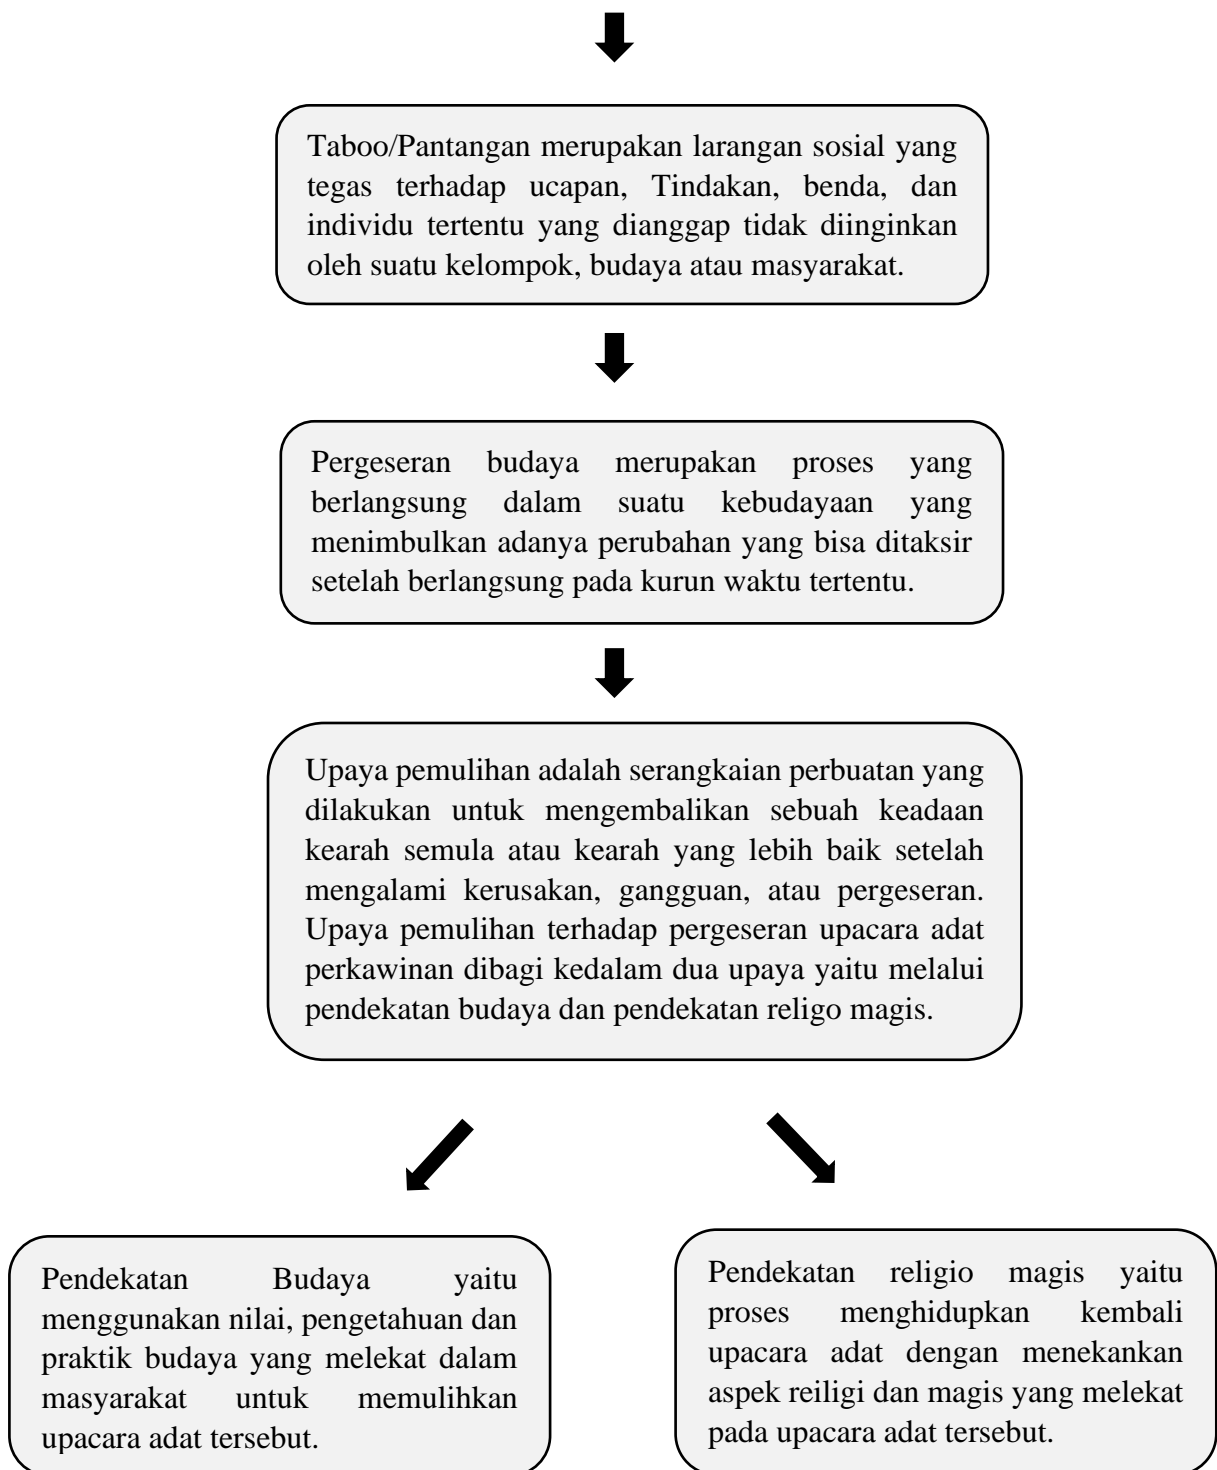 Taboo/Pantangan merupakan larangan sosial yang
tegas terhadap ucapan, Tindakan, benda, dan
individu tertentu yang dianggap tidak diinginkan
oleh suatu kelompok, budaya atau masyarakat.
Pergeseran budaya merupakan proses yang
berlangsung dalam suatu kebudayaan yang
menimbulkan adanya perubahan yang bisa ditaksir
setelah berlangsung pada kurun waktu tertentu.
Upaya pemulihan adalah serangkaian perbuatan yang
dilakukan untuk mengembalikan sebuah keadaan
kearah semula atau kearah yang lebih baik setelah
mengalami kerusakan, gangguan, atau pergeseran.
Upaya pemulihan terhadap pergeseran upacara adat
perkawinan dibagi kedalam dua upaya yaitu melalui
pendekatan budaya dan pendekatan religo magis.
Pendekatan Budaya yaitu
menggunakan nilai, pengetahuan dan
praktik budaya yang melekat dalam
masyarakat untuk memulihkan
upacara adat tersebut.
Pendekatan religio magis yaitu
proses menghidupkan kembali
upacara adat dengan menekankan
aspek reiligi dan magis yang melekat
pada upacara adat tersebut.